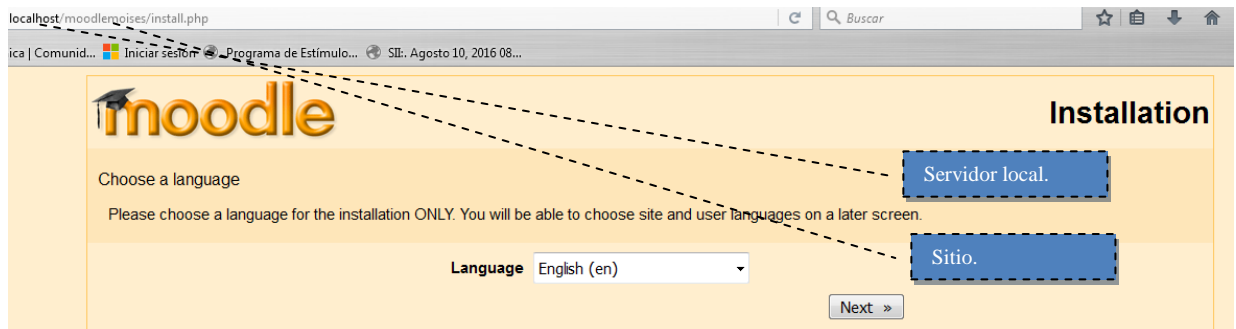 localhost/moodlemoises/install.php
Buscar
ica | Comunid... Iniciar sesión Programa de Estímulo... SII:. Agosto 10, 2016 08...
moodle
Installation
Servidor local.
Choose a language
Please choose a language for the installation ONLY. You will be able to choose site and user languages on a later screen.
Sitio.
Language English (en)
Next »